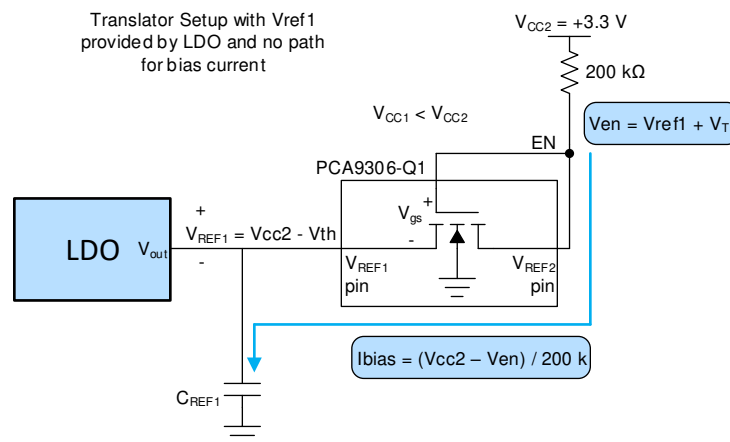 Translator Setup with Vref1
provided by LDO and no path
for bias current
VCC2 = +3.3 V
200 kΩ
VCC1 < VCC2
Ven = Vref1 + VT
EN
PCA9306-Q1
Vgs
+
-
+
LDO
Vout
VREF1 = Vcc2 - Vth
-
VREF1
pin
VREF2
pin
Ibias = (Vcc2 – Ven) / 200 k
CREF1